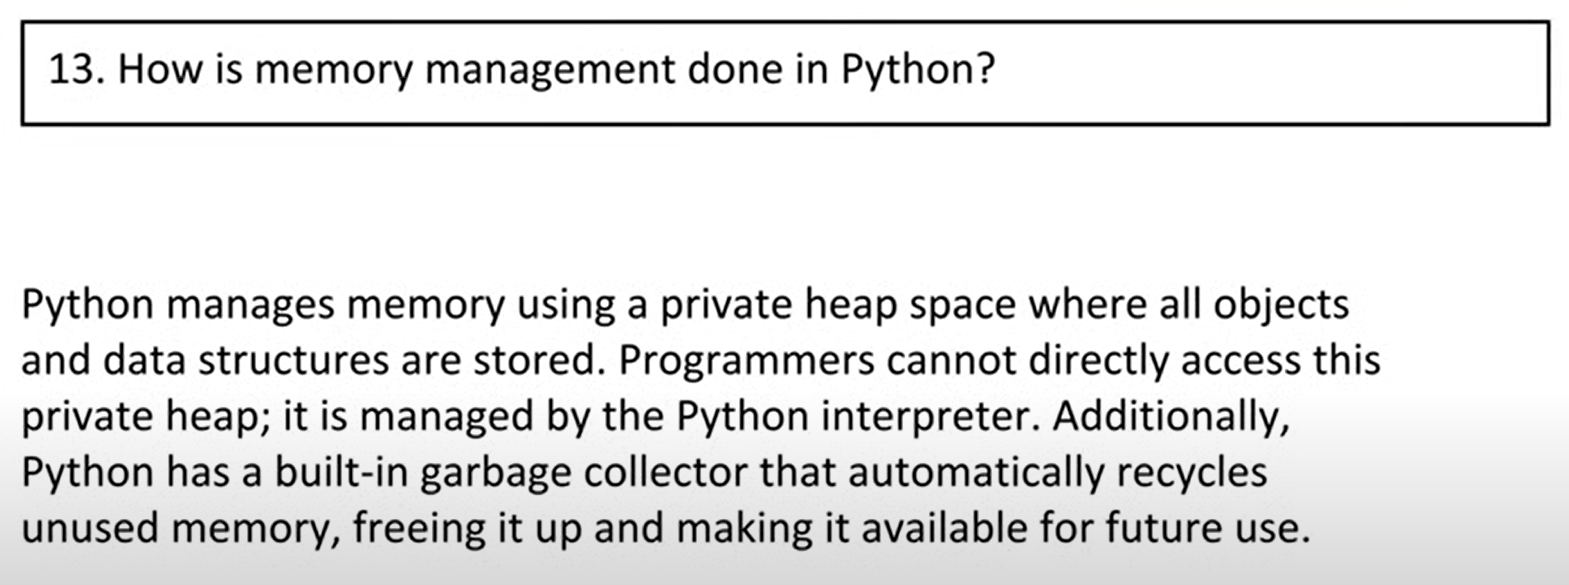 13. How is memory management done in Python?
Python manages memory using a private heap space where all objects
and data structures are stored. Programmers cannot directly access this
private heap; it is managed by the Python interpreter. Additionally,
Python has a built-in garbage collector that automatically recycles
unused memory, freeing it up and making it available for future use.